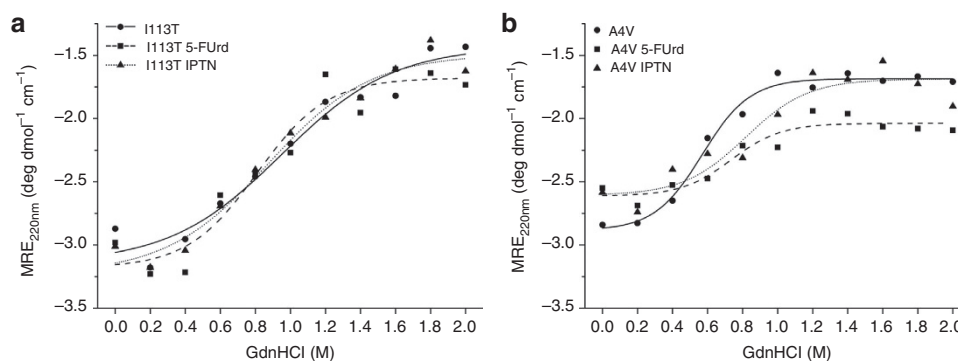 a
I113T
I113T 5-FUrd
I113T IPTN
−1.5
−2.0
−2.5
−3.0
−3.5
MRE220nm (deg dmol−1 cm−1)
0.0 0.2 0.4 0.6 0.8 1.0 1.2 1.4 1.6 1.8 2.0
GdnHCl (M)
b
A4V
A4V 5-FUrd
A4V IPTN
−1.5
−2.0
−2.5
−3.0
−3.5
MRE220nm (deg dmol−1 cm−1)
0.0 0.2 0.4 0.6 0.8 1.0 1.2 1.4 1.6 1.8 2.0
GdnHCl (M)